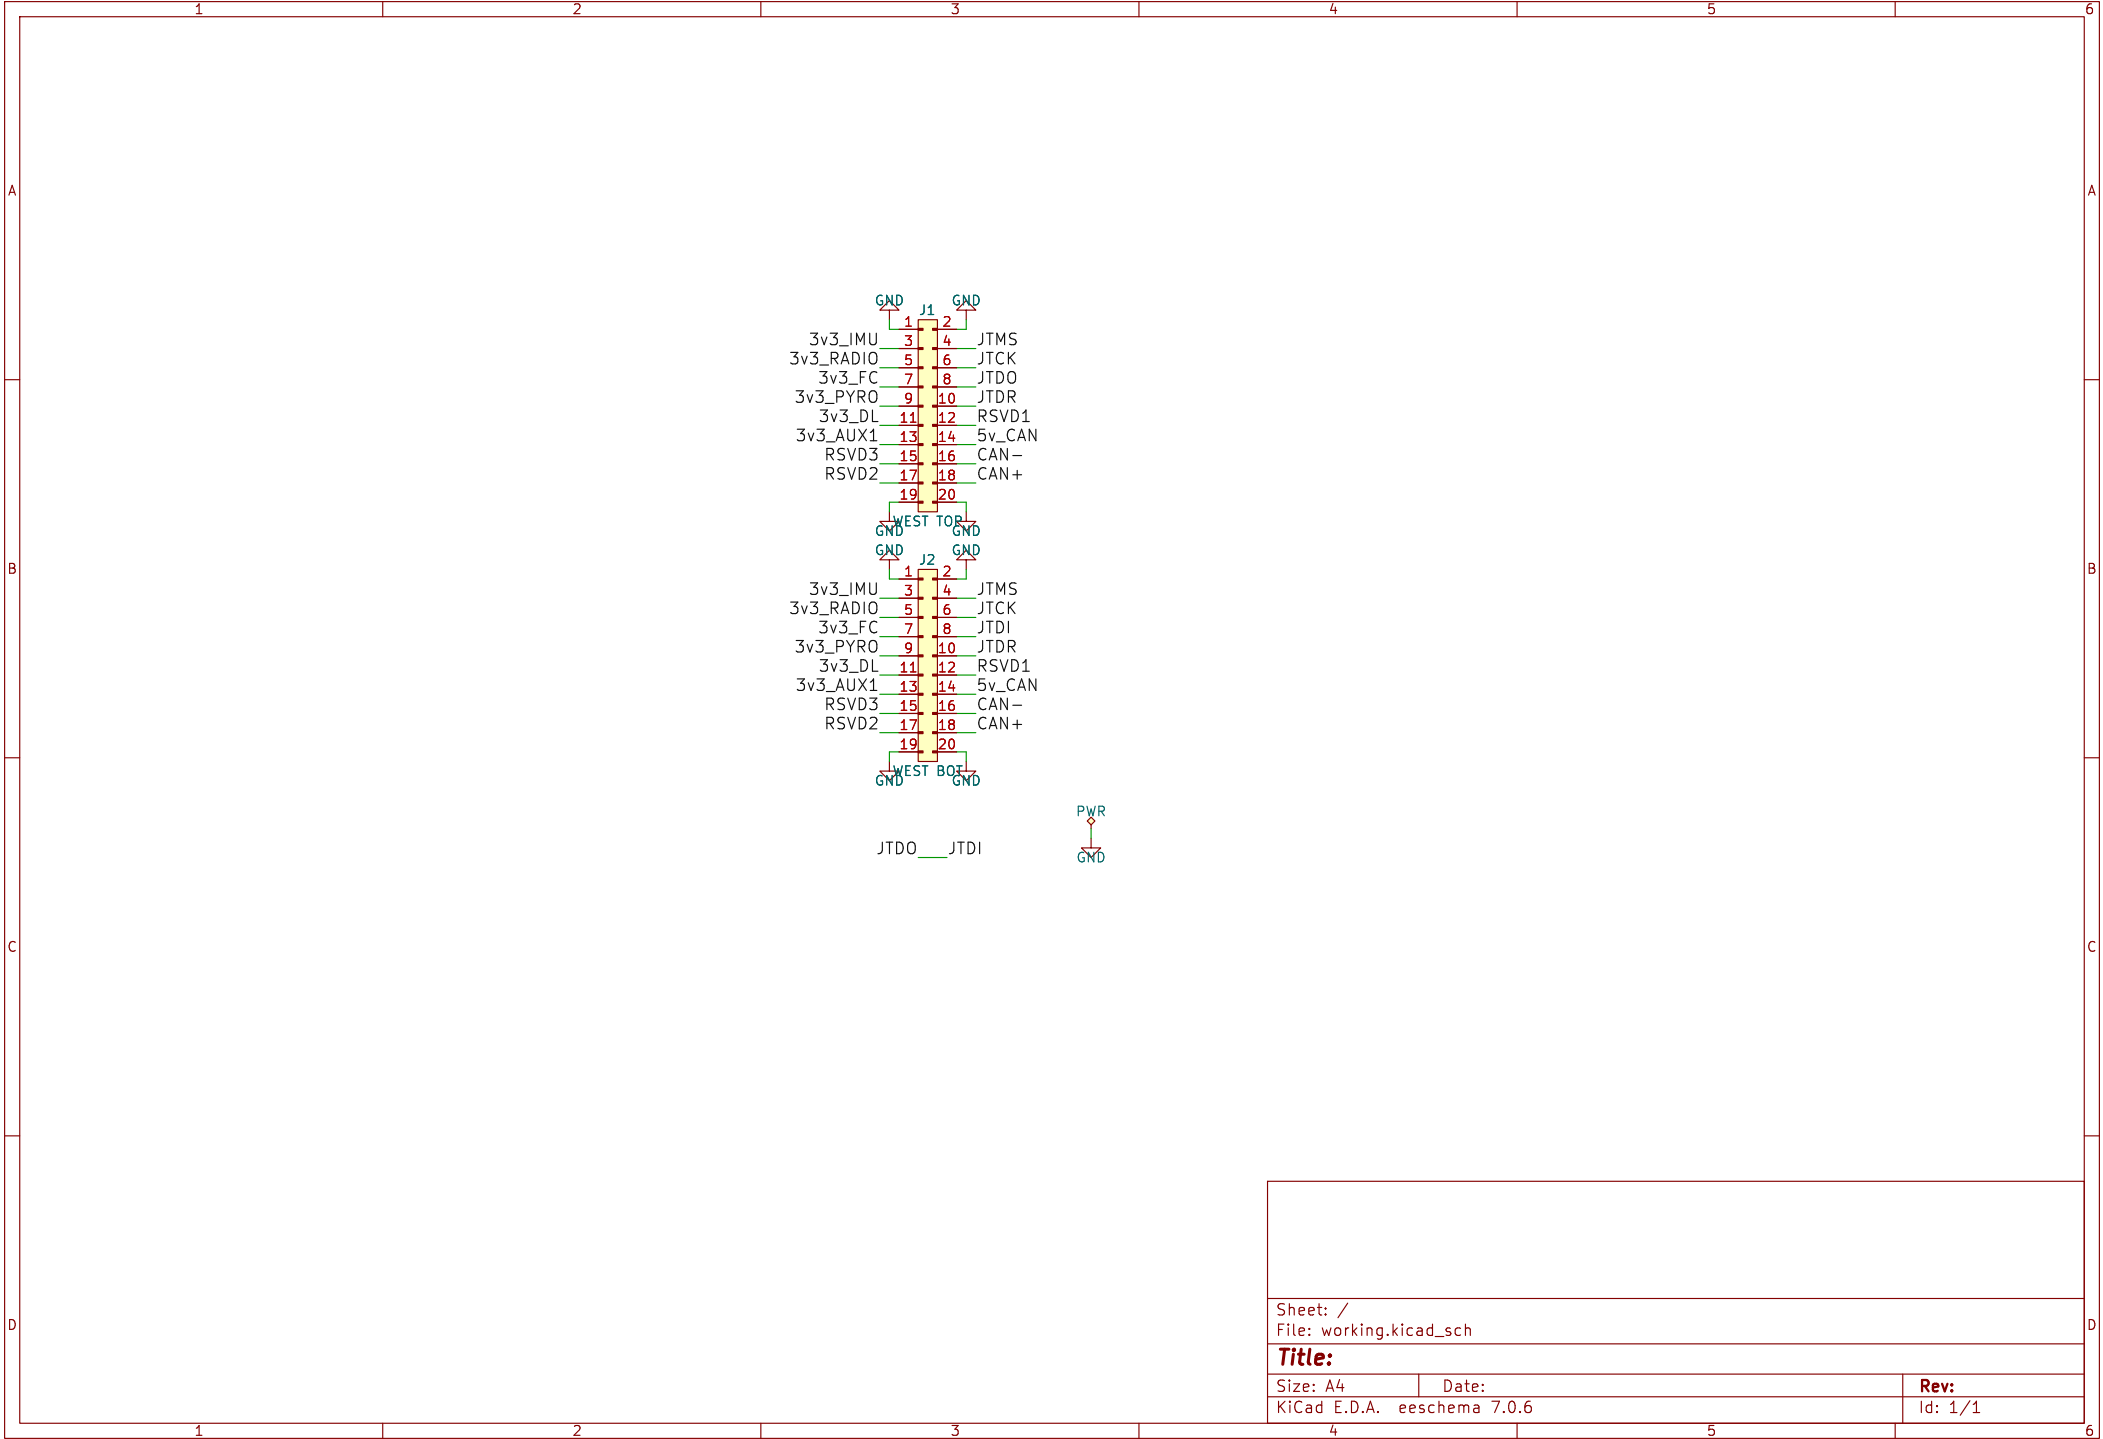 1 2 3 4 5 6
A A
GND GND
J1
1 2
3v3_IMU 3 4 JTMS
3v3_RADIO 5 6 JTCK
3v3_FC 7 8 JTDO
3v3_PYRO 9 10 JTDR
3v3_DL 11 12 RSVD1
3v3_AUX1 13 14 5v_CAN
RSVD3 15 16 CAN-
RSVD2 17 18 CAN+
19 20
WEST TOP
GND GND
GND GND
J2
B B
1 2
3v3_IMU 3 4 JTMS
3v3_RADIO 5 6 JTCK
3v3_FC 7 8 JTDI
3v3_PYRO 9 10 JTDR
3v3_DL 11 12 RSVD1
3v3_AUX1 13 14 5v_CAN
RSVD3 15 16 CAN-
RSVD2 17 18 CAN+
19 20
WEST BOT
GND GND
PWR
JTDO JTDI
GND
C C
Sheet: /
D D
File: working.kicad_sch
Title:
Size: A4 Date: Rev:
KiCad E.D.A. eeschema 7.0.6 Id: 1/1
1 2 3 4 5 6